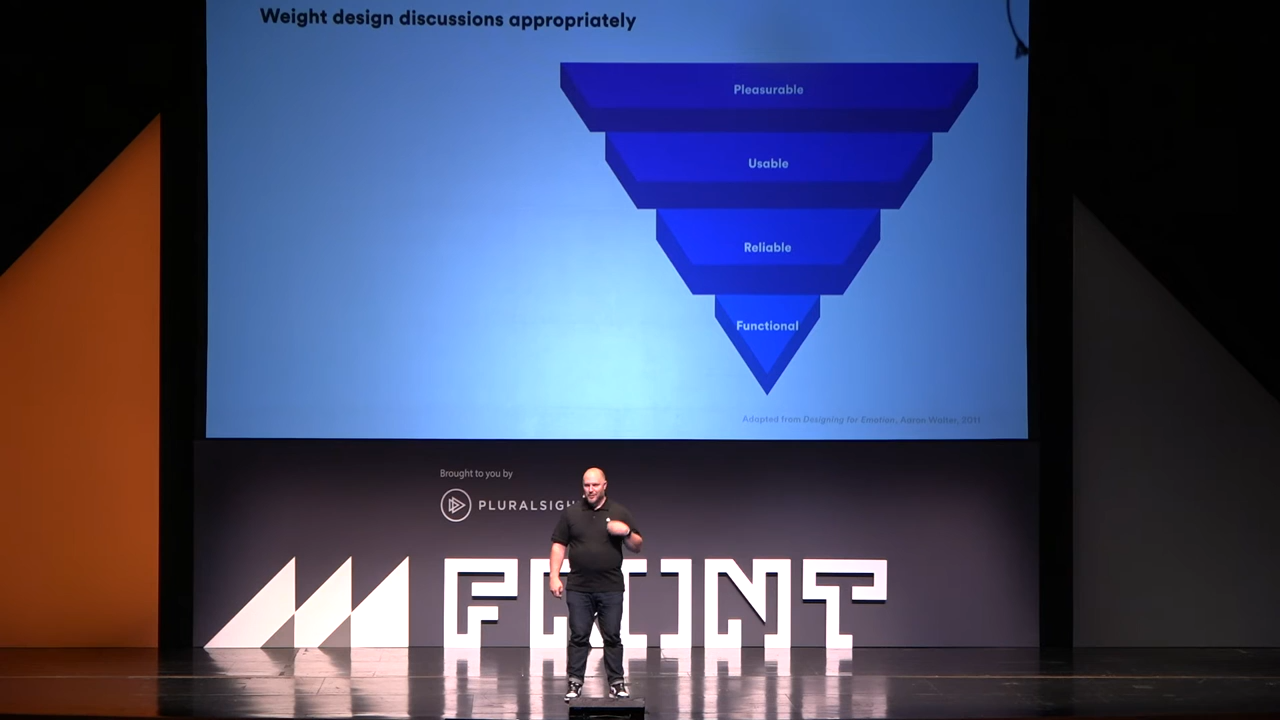 Weight design discussions appropriately
Pleasurable
Usable
Reliable
Functional
Adapted from Designing for Emotion, Aarron Walter, 2011
Brought to you by
PLURALSIGH
FRONT